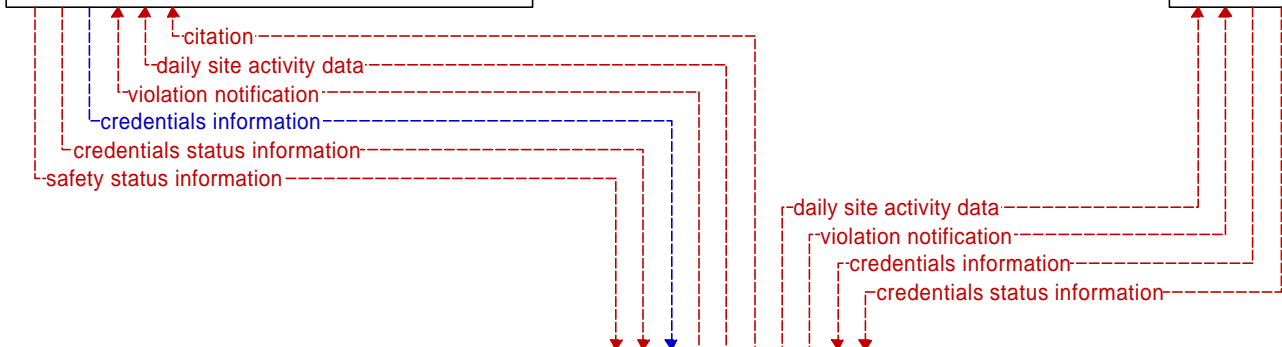 citation
daily site activity data
violation notification
credentials information
credentials status information
safety status information
daily site activity data
violation notification
credentials information
credentials status information